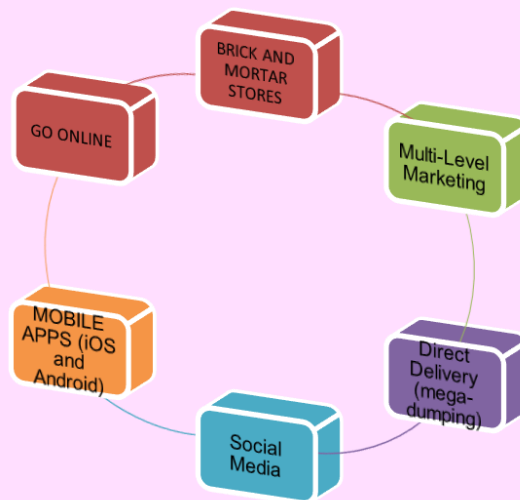 BRICK AND
MORTAR
STORES
GO ONLINE
Multi-Level
Marketing
MOBILE
APPS (iOS
and
Android)
Direct
Delivery
(mega-
dumping)
Social
Media